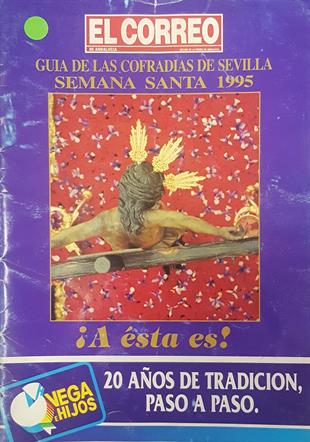 EL CORREO
DE ANDALUCIA
GUIA DE LAS COFRADIAS DE SEVILLA
SEMANA SANTA 1995
¡A ésta es!
VEGA
E HIJOS
20 AÑOS DE TRADICION,
PASO A PASO.